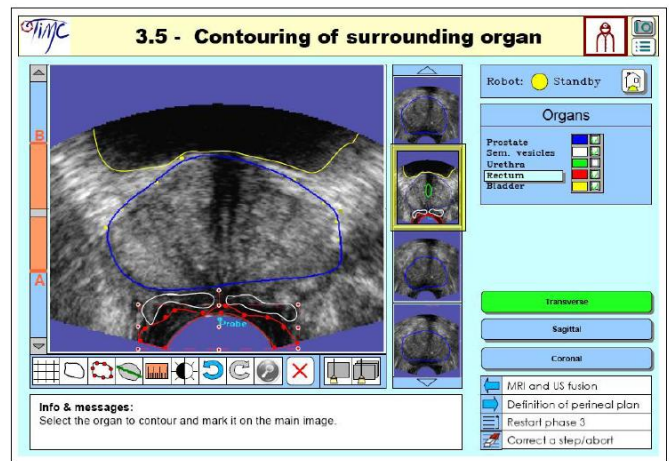 TIMC
3.5 - Contouring of surrounding organ
Robot: Standby
B
A
Probe
Organs
Prostate
Sem. vesicles
Urethra
Rectum
Bladder
Transverse
Sagittal
Coronal
MRI and US fusion
Definition of perineal plan
Restart phase 3
Correct a step/abort
Info & messages:
Select the organ to contour and mark it on the main image.